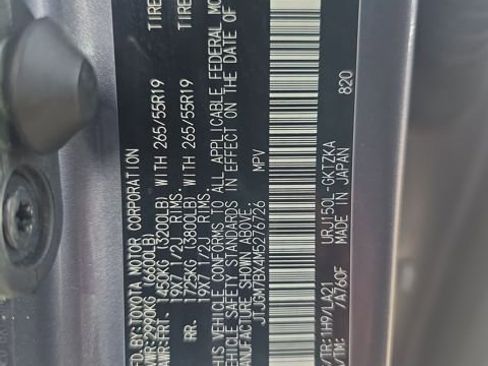 MFD. BY: TOYOTA MOTOR CORPORATION
GVWR: 2990KG (6600LB)
GAWR: FRT. 1450KG (3200LB) WITH 265/55R19 TIRE
19X7 1/2J RIMS.
RR. 1725KG (3800LB) WITH 265/55R19 TIRE
19X7 1/2J RIMS.
THIS VEHICLE CONFORMS TO ALL APPLICABLE FEDERAL MO
VEHICLE SAFETY STANDARDS IN EFFECT ON THE DATE OF
MANUFACTURE SHOWN ABOVE.
JTJGM7BX4M5276726 MPV
URJ150L-GKTZKA
C/TR: 1H9/LA21 MADE IN JAPAN
/TM: /A760F 820